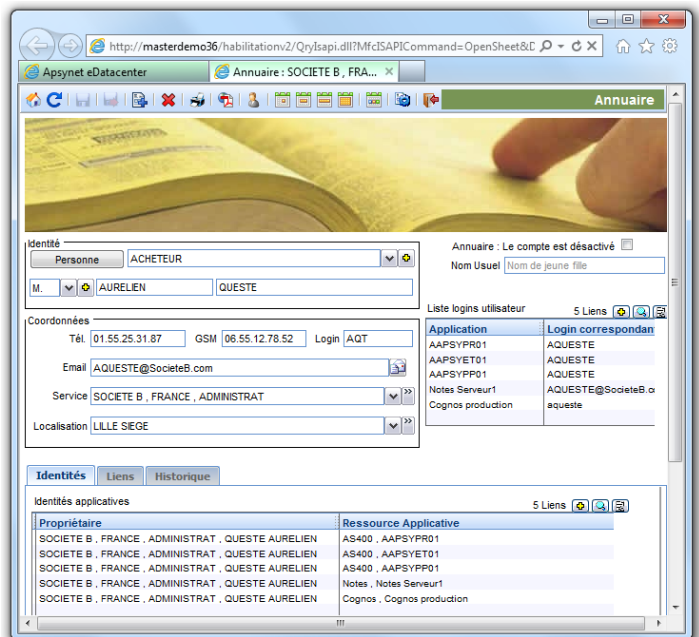 http://masterdemo36/habilitationv2/QryIsapi.dll?MfcISAPICommand=OpenSheet&
Apsynet eDatacenter
Annuaire : SOCIETE B , FRA...
Annuaire
Identité
Personne ACHETEUR
M. AURELIEN QUESTE
Annuaire : Le compte est désactivé
Nom Usuel Nom de jeune fille
Coordonnées
Tél. 01.55.25.31.87 GSM 06.55.12.78.52 Login AQT
Email AQUESTE@SocieteB.com
Service SOCIETE B , FRANCE , ADMINISTRAT
Localisation LILLE SIEGE
Liste logins utilisateur 5 Liens
Application Login correspondan
AAPSYPR01 AQUESTE
AAPSYET01 AQUESTE
AAPSYPP01 AQUESTE
Notes Serveur1 AQUESTE@SocieteB.c
Cognos production aqueste
Identités Liens Historique
Identités applicatives 5 Liens
Propriétaire Ressource Applicative
SOCIETE B , FRANCE , ADMINISTRAT , QUESTE AURELIEN AS400 , AAPSYPR01
SOCIETE B , FRANCE , ADMINISTRAT , QUESTE AURELIEN AS400 , AAPSYET01
SOCIETE B , FRANCE , ADMINISTRAT , QUESTE AURELIEN AS400 , AAPSYPP01
SOCIETE B , FRANCE , ADMINISTRAT , QUESTE AURELIEN Notes , Notes Serveur1
SOCIETE B , FRANCE , ADMINISTRAT , QUESTE AURELIEN Cognos , Cognos production